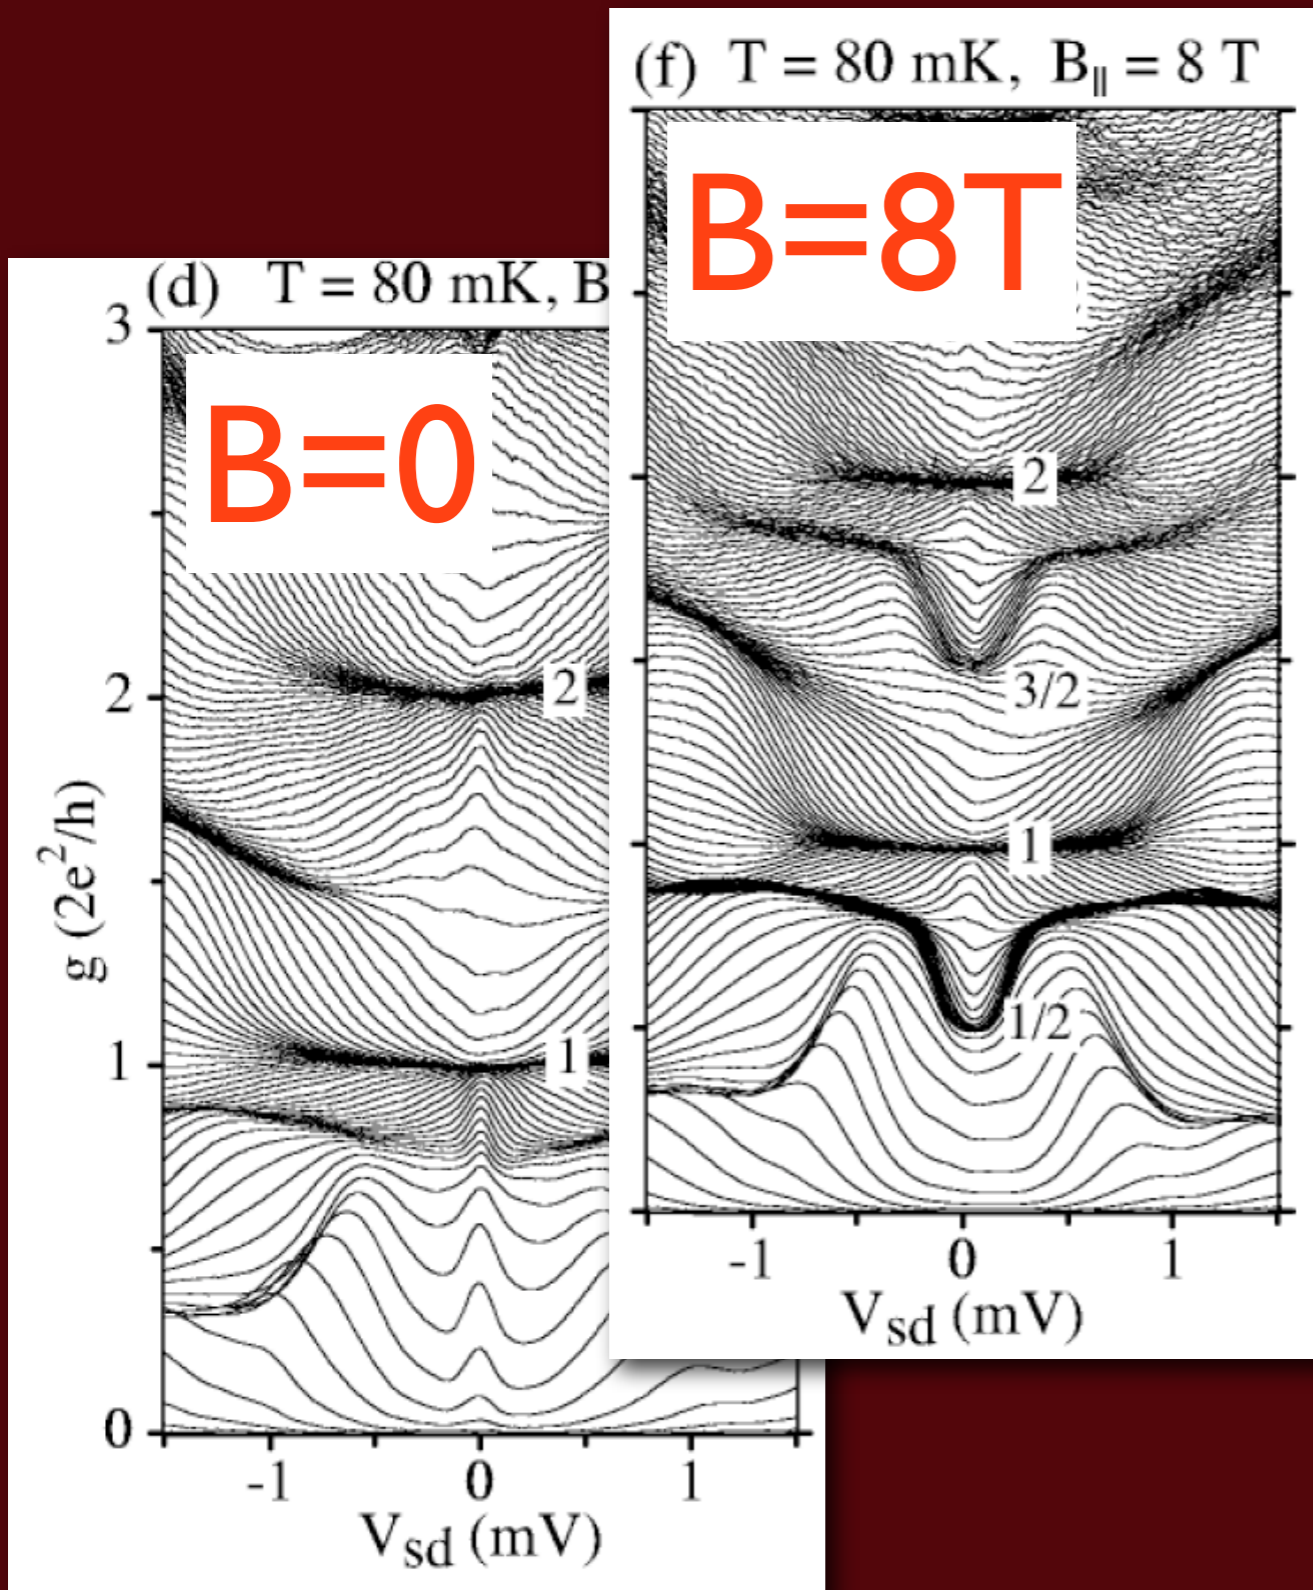 (f) T = 80 mK, B|| = 8 T
B=8T
2
3/2
1
1/2
-1 0 1
Vsd (mV)
(d) T = 80 mK, B
B=0
3
2
1
0
g (2e²/h)
2
1
-1 0 1
Vsd (mV)